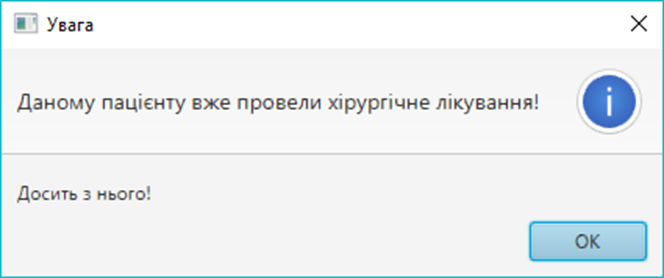 Увага
Даному пацієнту вже провели хірургічне лікування!
Досить з нього!
OK